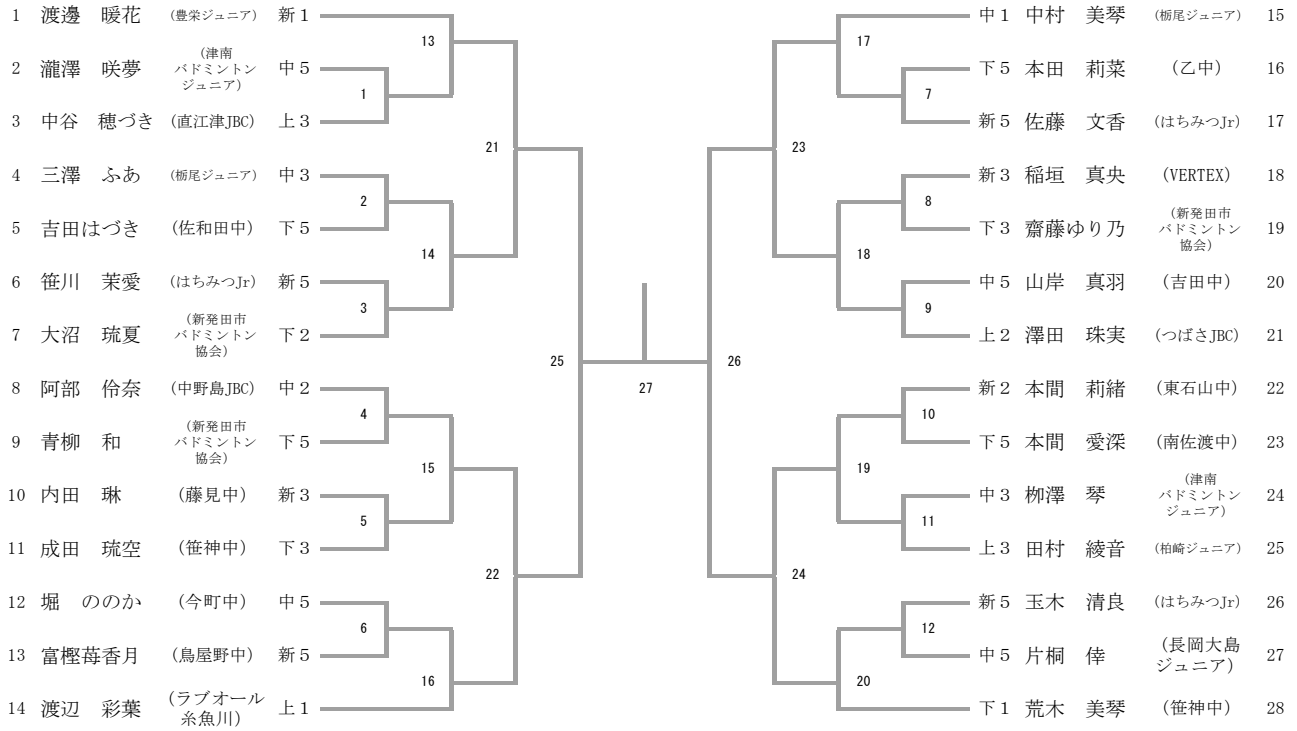 1 渡邊 暖花 (豊栄ジュニア) 新1
2 瀧澤 咲夢 (津南バドミントンジュニア) 中5
3 中谷 穂づき (直江津JBC) 上3
4 三澤 ふあ (栃尾ジュニア) 中3
5 吉田はづき (佐和田中) 下5
6 笹川 茉愛 (はちみつJr) 新5
7 大沼 琉夏 (新発田市バドミントン協会) 下2
8 阿部 伶奈 (中野島JBC) 中2
9 青柳 和 (新発田市バドミントン協会) 下5
10 内田 琳 (藤見中) 新3
11 成田 琉空 (笹神中) 下3
12 堀 ののか (今町中) 中5
13 富樫苺香月 (鳥屋野中) 新5
14 渡辺 彩葉 (ラブオール糸魚川) 上1
13
1
21
2
14
3
25
4
15
5
22
6
16
27
17
7
23
8
18
9
26
10
19
11
24
12
20
中1 中村 美琴 (栃尾ジュニア) 15
下5 本田 莉菜 (乙中) 16
新5 佐藤 文香 (はちみつJr) 17
新3 稲垣 真央 (VERTEX) 18
下3 齋藤ゆり乃 (新発田市バドミントン協会) 19
中5 山岸 真羽 (吉田中) 20
上2 澤田 珠実 (つばさJBC) 21
新2 本間 莉緒 (東石山中) 22
下5 本間 愛深 (南佐渡中) 23
中3 栁澤 琴 (津南バドミントンジュニア) 24
上3 田村 綾音 (柏崎ジュニア) 25
新5 玉木 清良 (はちみつJr) 26
中5 片桐 倖 (長岡大島ジュニア) 27
下1 荒木 美琴 (笹神中) 28